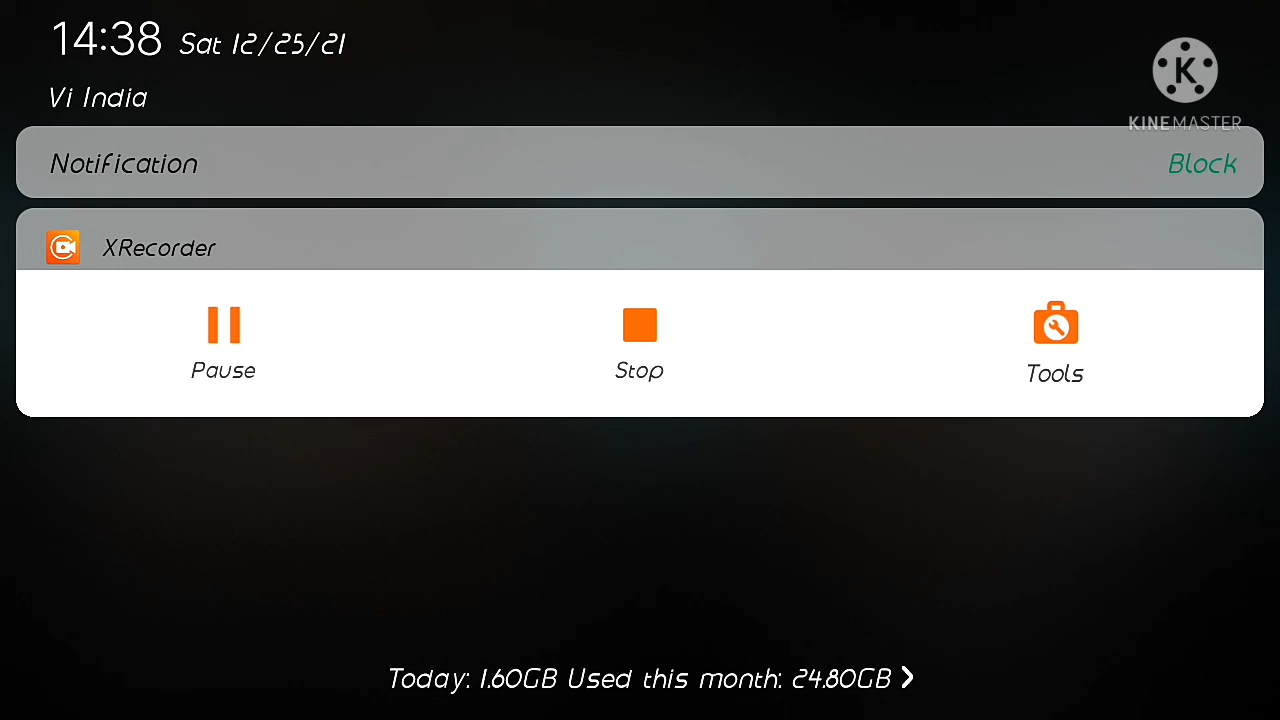 14:38 Sat 12/25/21
Vi India
K
KINEMASTER
Notification Block
XRecorder
Pause Stop Tools
Today: 1.60GB Used this month: 24.80GB